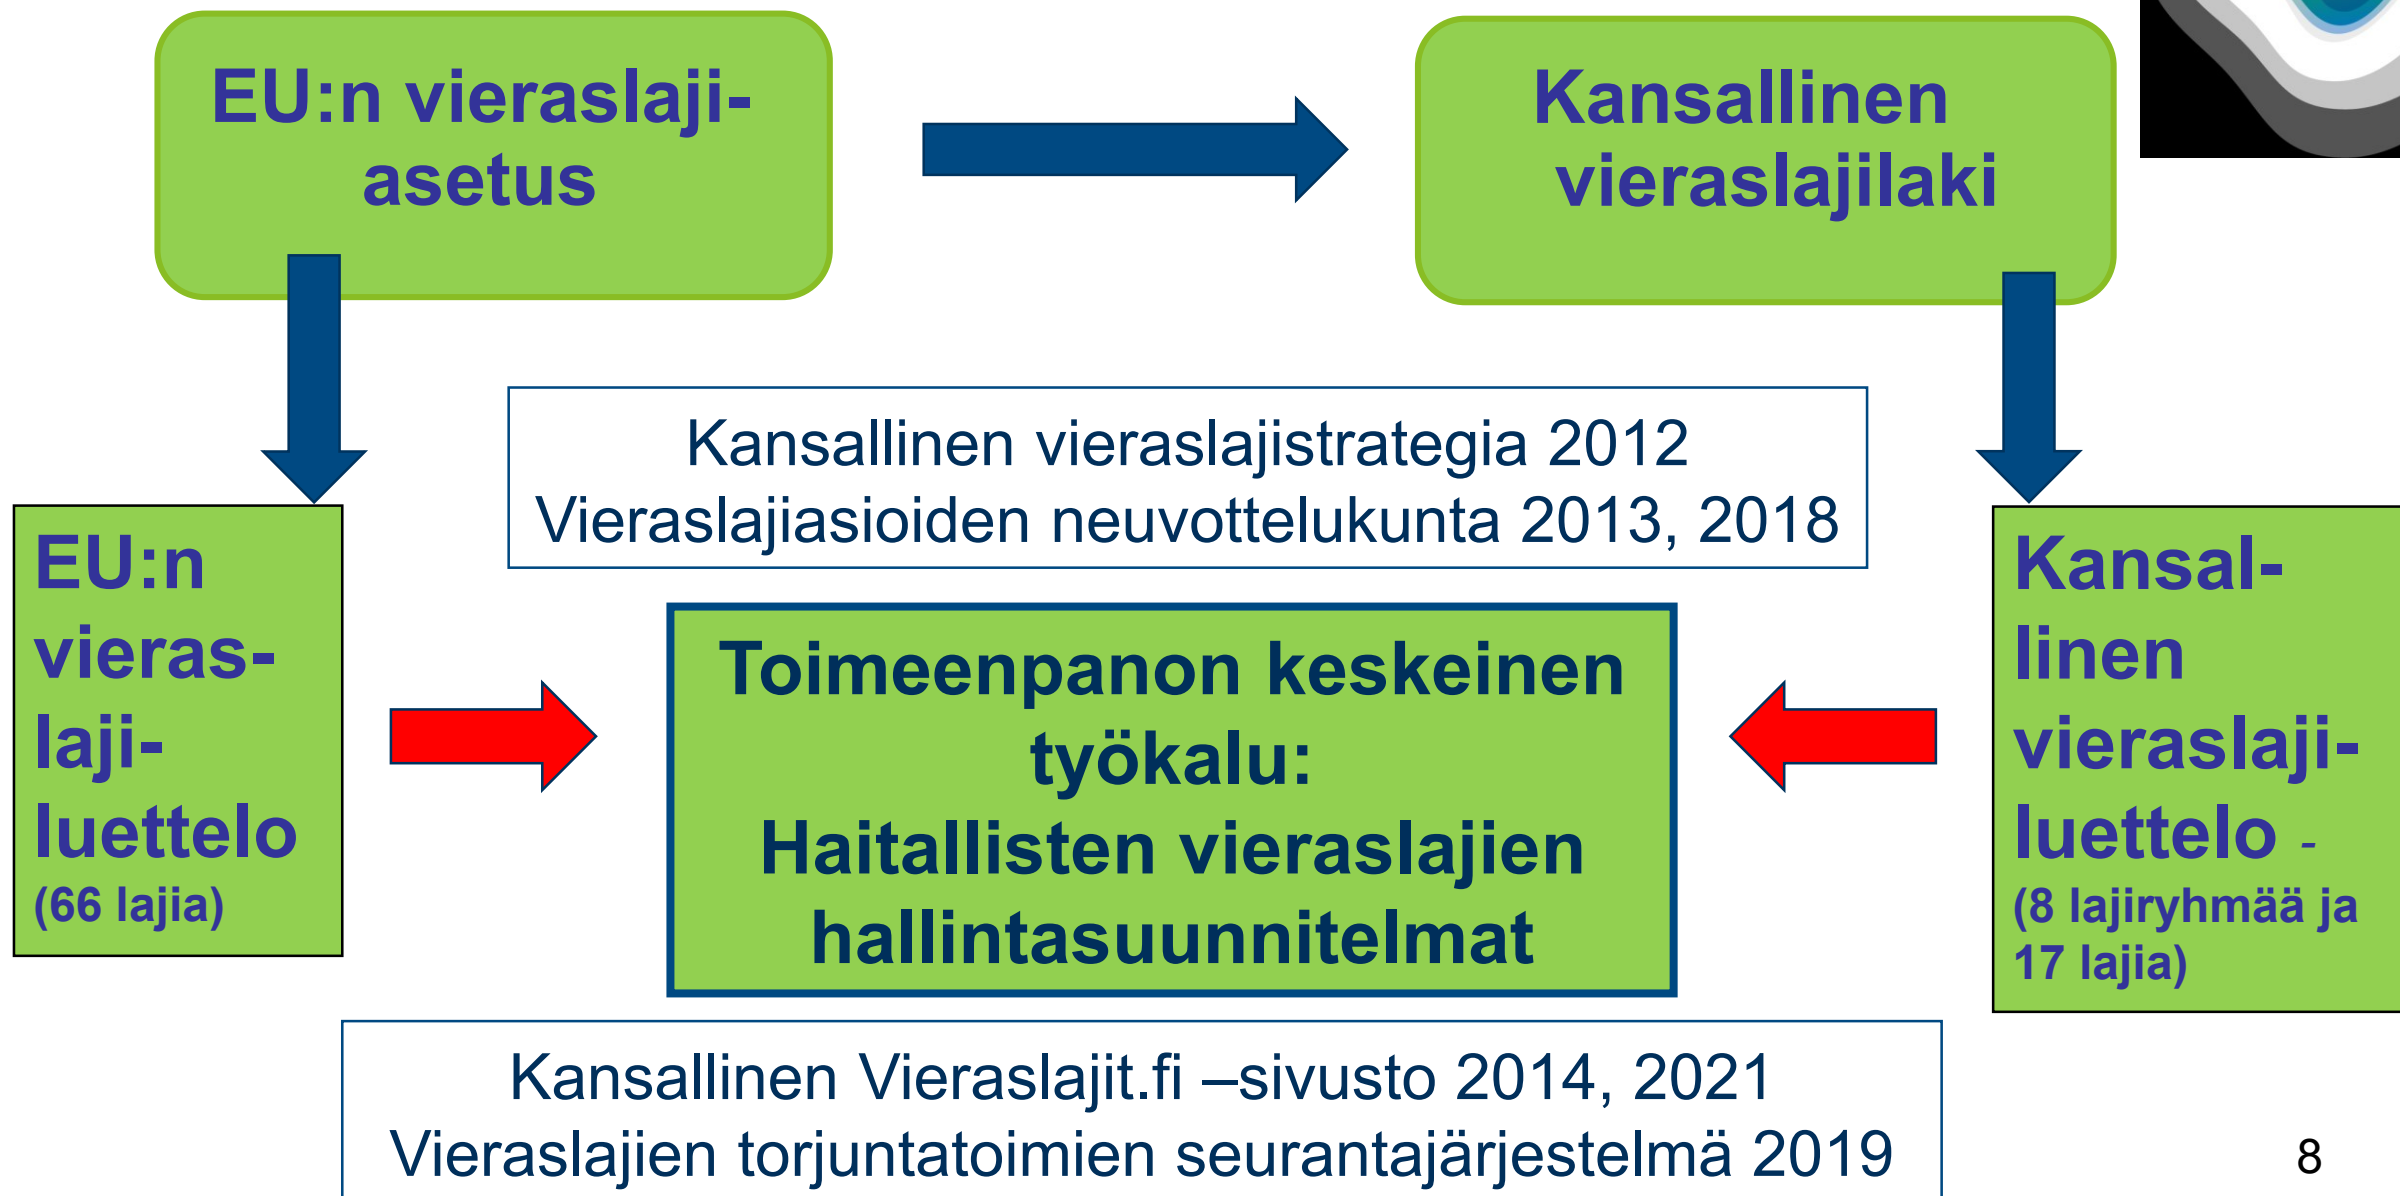 EU:n vieraslaji-
asetus
Kansallinen
vieraslajilaki
Kansallinen vieraslajistrategia 2012
Vieraslajiasioiden neuvottelukunta 2013, 2018
EU:n
vieras-
laji-
luettelo
(66 lajia)
Toimeenpanon keskeinen
työkalu:
Haitallisten vieraslajien
hallintasuunnitelmat
Kansal-
linen
vieraslaji-
luettelo -
(8 lajiryhmää ja
17 lajia)
Kansallinen Vieraslajit.fi –sivusto 2014, 2021
Vieraslajien torjuntatoimien seurantajärjestelmä 2019
8